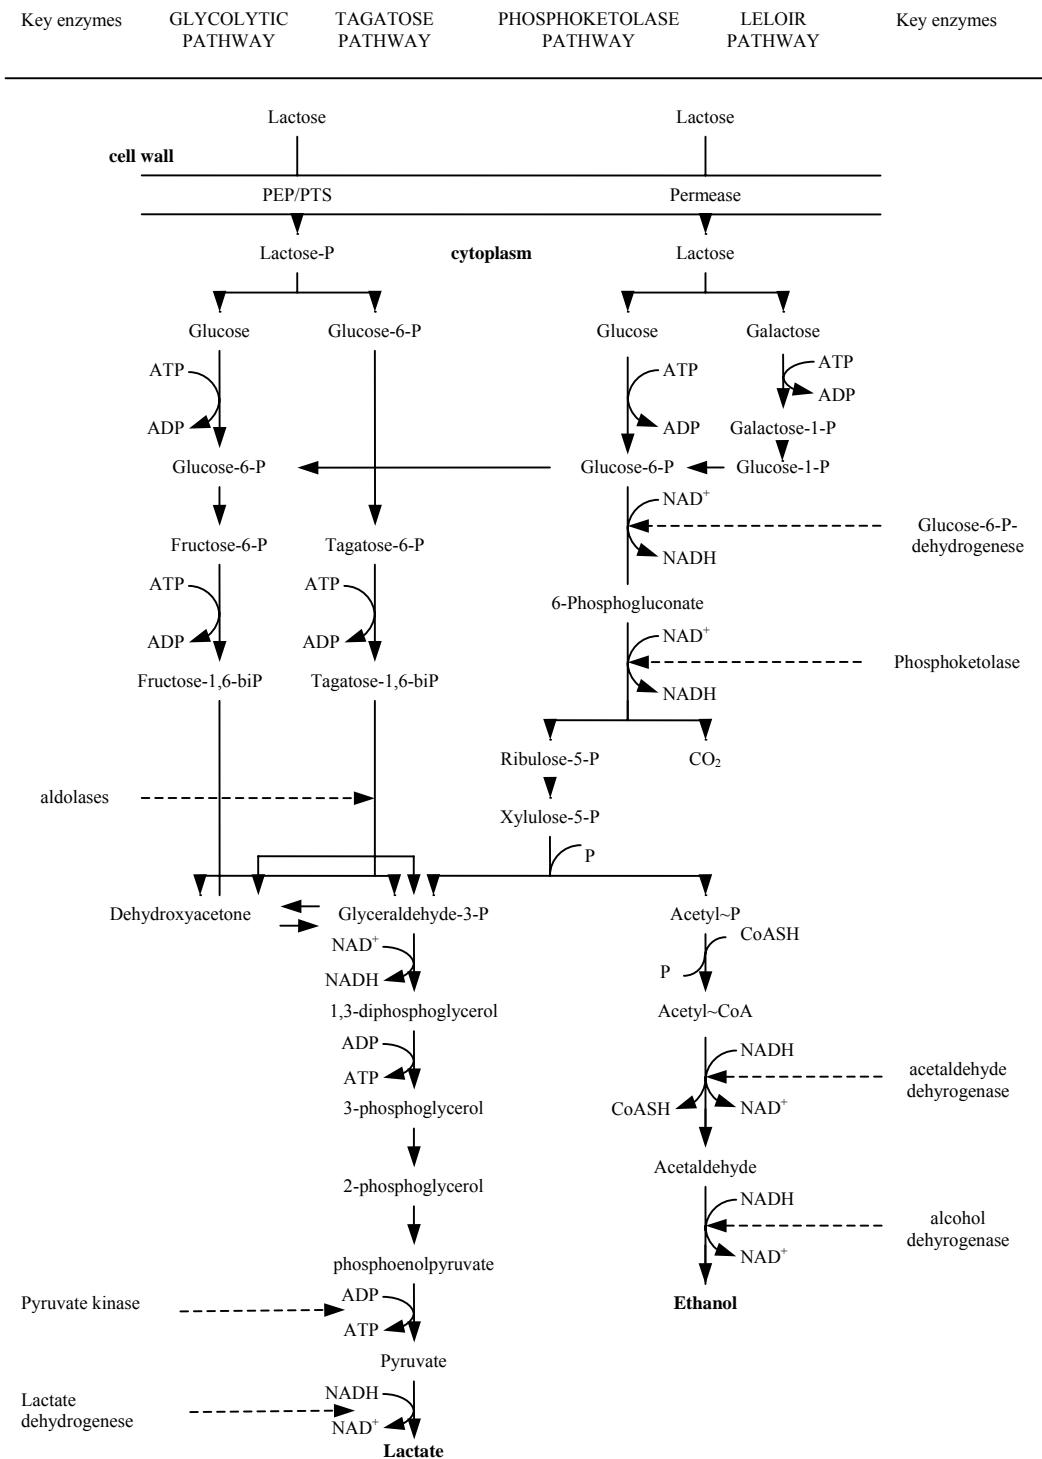 Key enzymes GLYCOLYTIC PATHWAY TAGATOSE PATHWAY PHOSPHOKETOLASE PATHWAY LELOIR PATHWAY Key enzymes
Lactose Lactose
cell wall
PEP/PTS Permease
Lactose-P cytoplasm Lactose
Glucose Glucose-6-P Glucose Galactose
ATP ATP ATP
ADP
ADP ADP
Galactose-1-P
Glucose-6-P Glucose-6-P Glucose-1-P
NAD+
Glucose-6-P-
dehydrogenese
Fructose-6-P Tagatose-6-P
NADH
ATP ATP
6-Phosphogluconate
ADP ADP NAD+
Phosphoketolase
Fructose-1,6-biP Tagatose-1,6-biP
NADH
Ribulose-5-P CO2
aldolases
Xylulose-5-P
P
Dehydroxyacetone Glyceraldehyde-3-P Acetyl~P
CoASH
NAD+
P
NADH
1,3-diphosphoglycerol Acetyl~CoA
ADP NADH
acetaldehyde
dehyrogenase
ATP
3-phosphoglycerol CoASH NAD+
Acetaldehyde
2-phosphoglycerol NADH
alcohol
dehyrogenase
NAD+
phosphoenolpyruvate
Pyruvate kinase ADP Ethanol
ATP
Pyruvate
Lactate
dehydrogenese
NADH
NAD+
Lactate